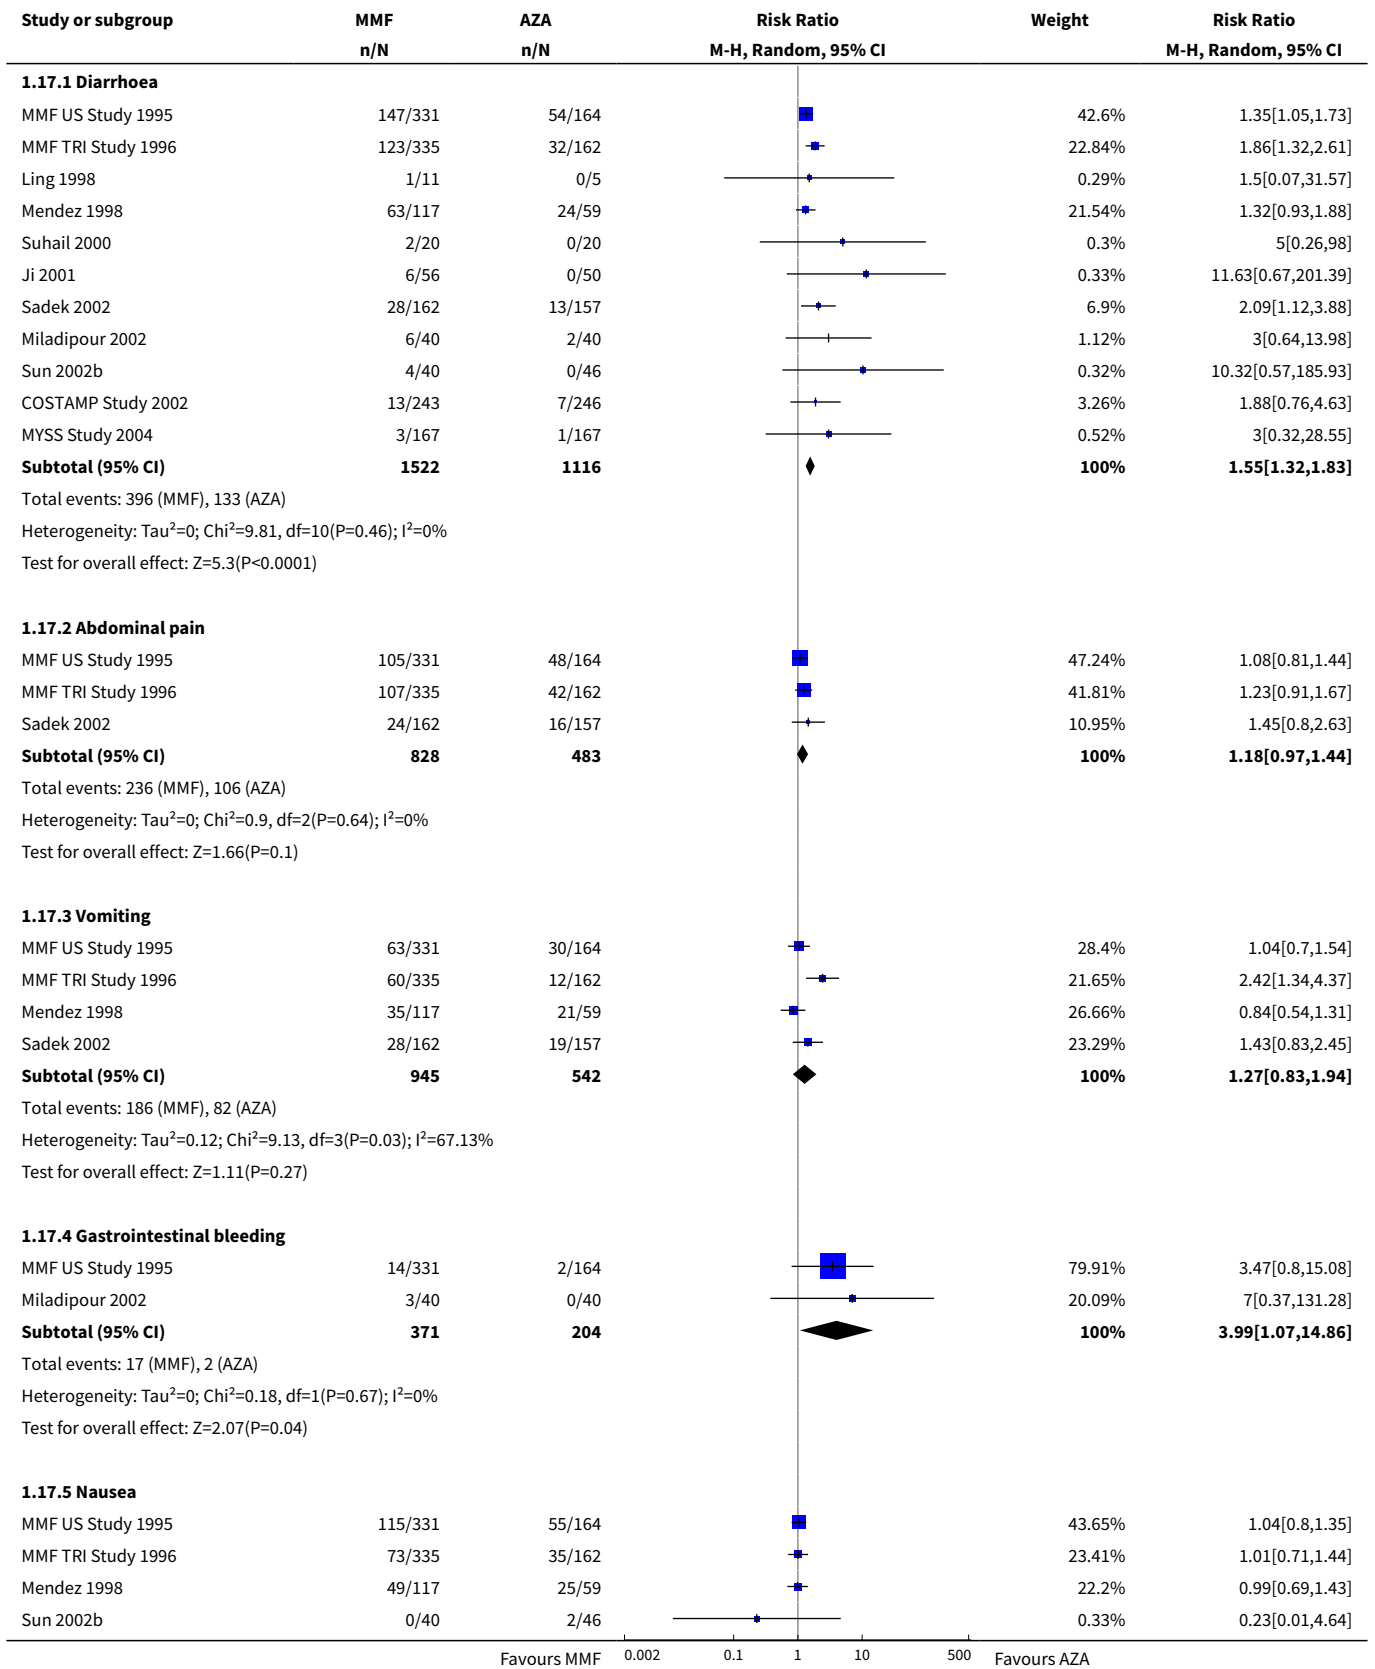 Study or subgroup MMF AZA Risk Ratio Weight Risk Ratio
n/N n/N M-H, Random, 95% CI M-H, Random, 95% CI
1.17.1 Diarrhoea
MMF US Study 1995 147/331 54/164 42.6% 1.35[1.05,1.73]
MMF TRI Study 1996 123/335 32/162 22.84% 1.86[1.32,2.61]
Ling 1998 1/11 0/5 0.29% 1.5[0.07,31.57]
Mendez 1998 63/117 24/59 21.54% 1.32[0.93,1.88]
Suhail 2000 2/20 0/20 0.3% 5[0.26,98]
Ji 2001 6/56 0/50 0.33% 11.63[0.67,201.39]
Sadek 2002 28/162 13/157 6.9% 2.09[1.12,3.88]
Miladipour 2002 6/40 2/40 1.12% 3[0.64,13.98]
Sun 2002b 4/40 0/46 0.32% 10.32[0.57,185.93]
COSTAMP Study 2002 13/243 7/246 3.26% 1.88[0.76,4.63]
MYSS Study 2004 3/167 1/167 0.52% 3[0.32,28.55]
Subtotal (95% CI) 1522 1116 100% 1.55[1.32,1.83]
Total events: 396 (MMF), 133 (AZA)
Heterogeneity: Tau²=0; Chi²=9.81, df=10(P=0.46); I²=0%
Test for overall effect: Z=5.3(P<0.0001)
1.17.2 Abdominal pain
MMF US Study 1995 105/331 48/164 47.24% 1.08[0.81,1.44]
MMF TRI Study 1996 107/335 42/162 41.81% 1.23[0.91,1.67]
Sadek 2002 24/162 16/157 10.95% 1.45[0.8,2.63]
Subtotal (95% CI) 828 483 100% 1.18[0.97,1.44]
Total events: 236 (MMF), 106 (AZA)
Heterogeneity: Tau²=0; Chi²=0.9, df=2(P=0.64); I²=0%
Test for overall effect: Z=1.66(P=0.1)
1.17.3 Vomiting
MMF US Study 1995 63/331 30/164 28.4% 1.04[0.7,1.54]
MMF TRI Study 1996 60/335 12/162 21.65% 2.42[1.34,4.37]
Mendez 1998 35/117 21/59 26.66% 0.84[0.54,1.31]
Sadek 2002 28/162 19/157 23.29% 1.43[0.83,2.45]
Subtotal (95% CI) 945 542 100% 1.27[0.83,1.94]
Total events: 186 (MMF), 82 (AZA)
Heterogeneity: Tau²=0.12; Chi²=9.13, df=3(P=0.03); I²=67.13%
Test for overall effect: Z=1.11(P=0.27)
1.17.4 Gastrointestinal bleeding
MMF US Study 1995 14/331 2/164 79.91% 3.47[0.8,15.08]
Miladipour 2002 3/40 0/40 20.09% 7[0.37,131.28]
Subtotal (95% CI) 371 204 100% 3.99[1.07,14.86]
Total events: 17 (MMF), 2 (AZA)
Heterogeneity: Tau²=0; Chi²=0.18, df=1(P=0.67); I²=0%
Test for overall effect: Z=2.07(P=0.04)
1.17.5 Nausea
MMF US Study 1995 115/331 55/164 43.65% 1.04[0.8,1.35]
MMF TRI Study 1996 73/335 35/162 23.41% 1.01[0.71,1.44]
Mendez 1998 49/117 25/59 22.2% 0.99[0.69,1.43]
Sun 2002b 0/40 2/46 0.33% 0.23[0.01,4.64]
Favours MMF 0.002 0.1 1 10 500 Favours AZA